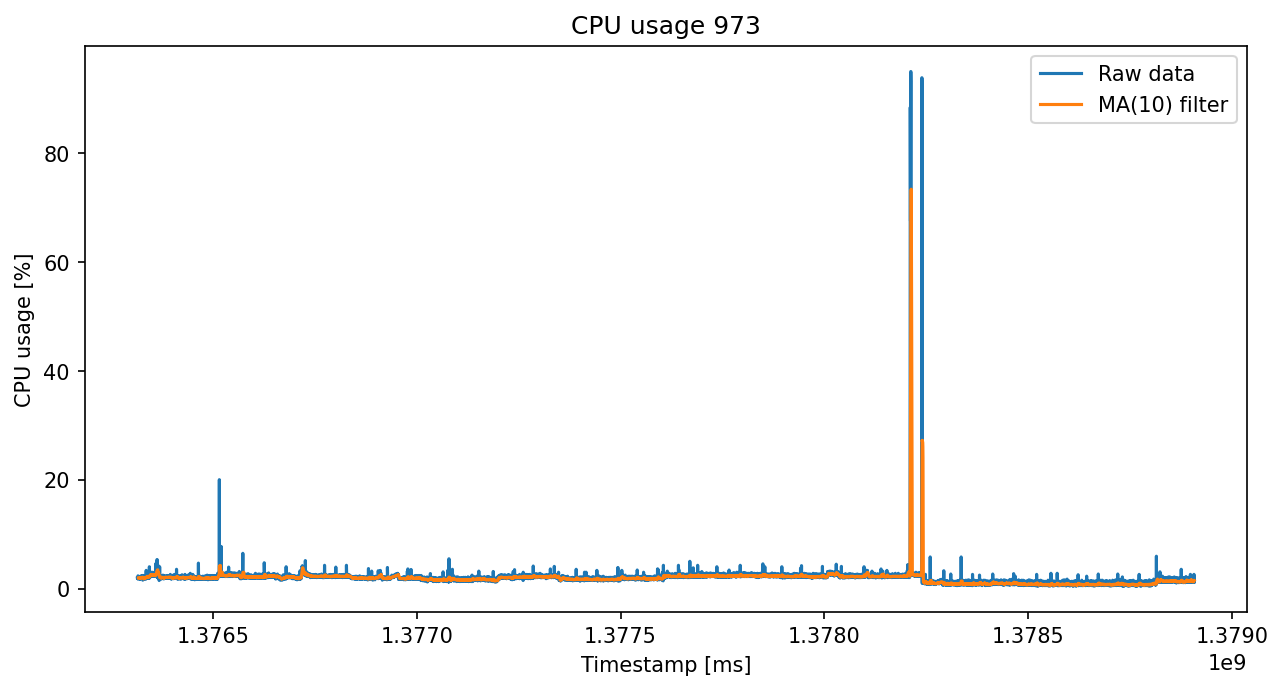 CPU usage 973
Raw data
MA(10) filter
CPU usage [%]
80
60
40
20
0
1.3765 1.3770 1.3775 1.3780 1.3785 1.3790
1e9
Timestamp [ms]